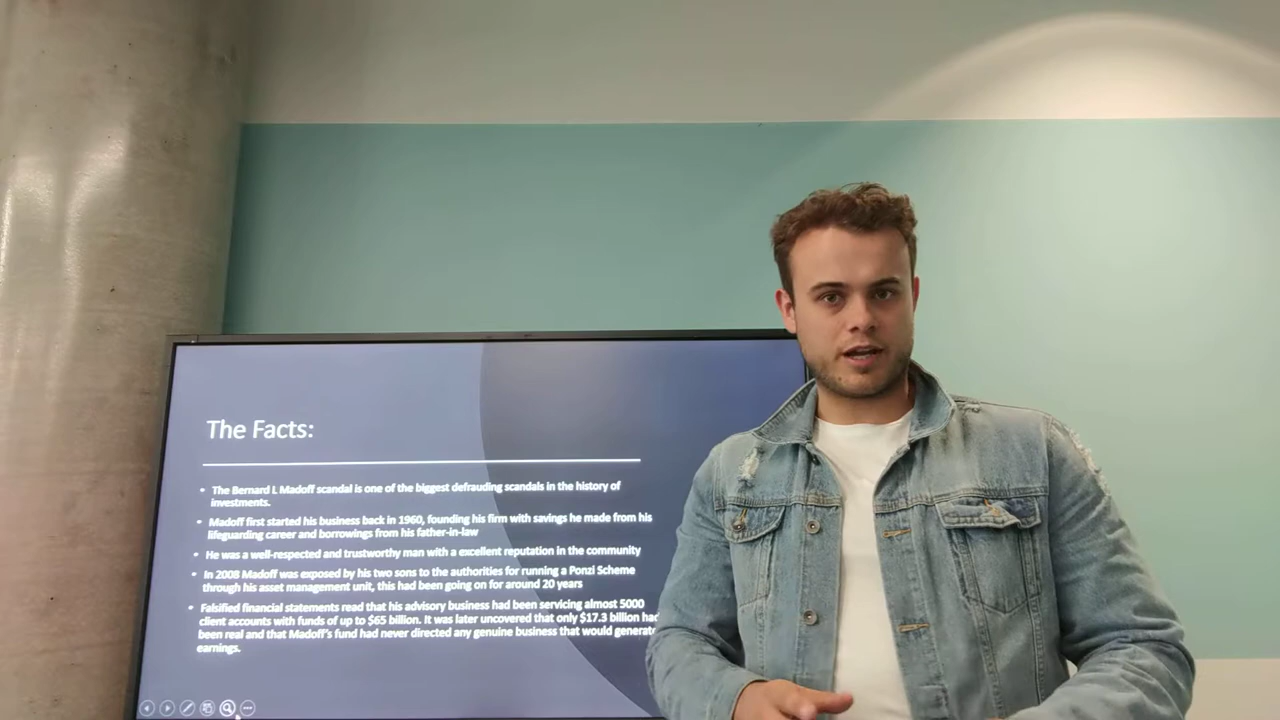 The Facts:
• The Bernard L Madoff scandal is one of the biggest defrauding scandals in the history of
investments.
• Madoff first started his business back in 1960, founding his firm with savings he made from his
lifeguarding career and borrowings from his father-in-law
• He was a well-respected and trustworthy man with a excellent reputation in the community
• In 2008 Madoff was exposed by his two sons to the authorities for running a Ponzi Scheme
through his asset management unit, this had been going on for around 20 years
• Falsified financial statements read that his advisory business had been servicing almost 5000
client accounts with funds of up to $65 billion. It was later uncovered that only $17.3 billion had
been real and that Madoff's fund had never directed any genuine business that would generate
earnings.